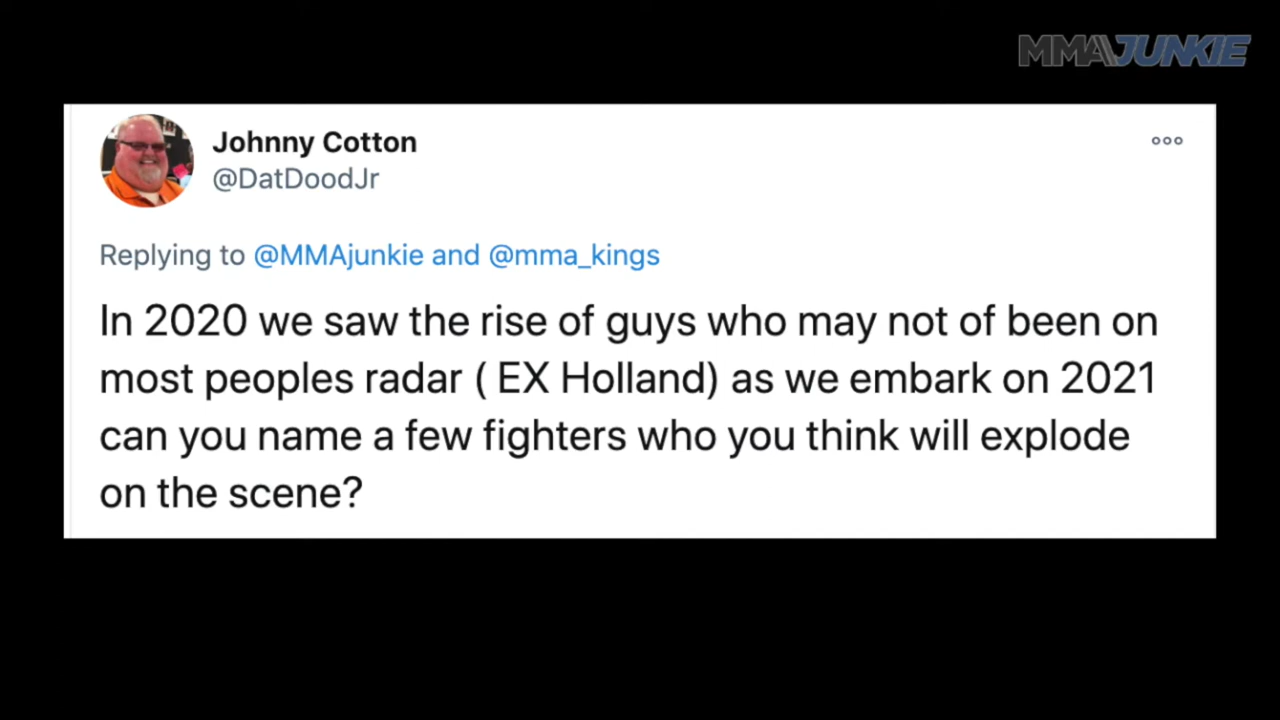 MMAJUNKIE
Johnny Cotton
@DatDoodJr
Replying to @MMAjunkie and @mma_kings
In 2020 we saw the rise of guys who may not of been on
most peoples radar ( EX Holland) as we embark on 2021
can you name a few fighters who you think will explode
on the scene?